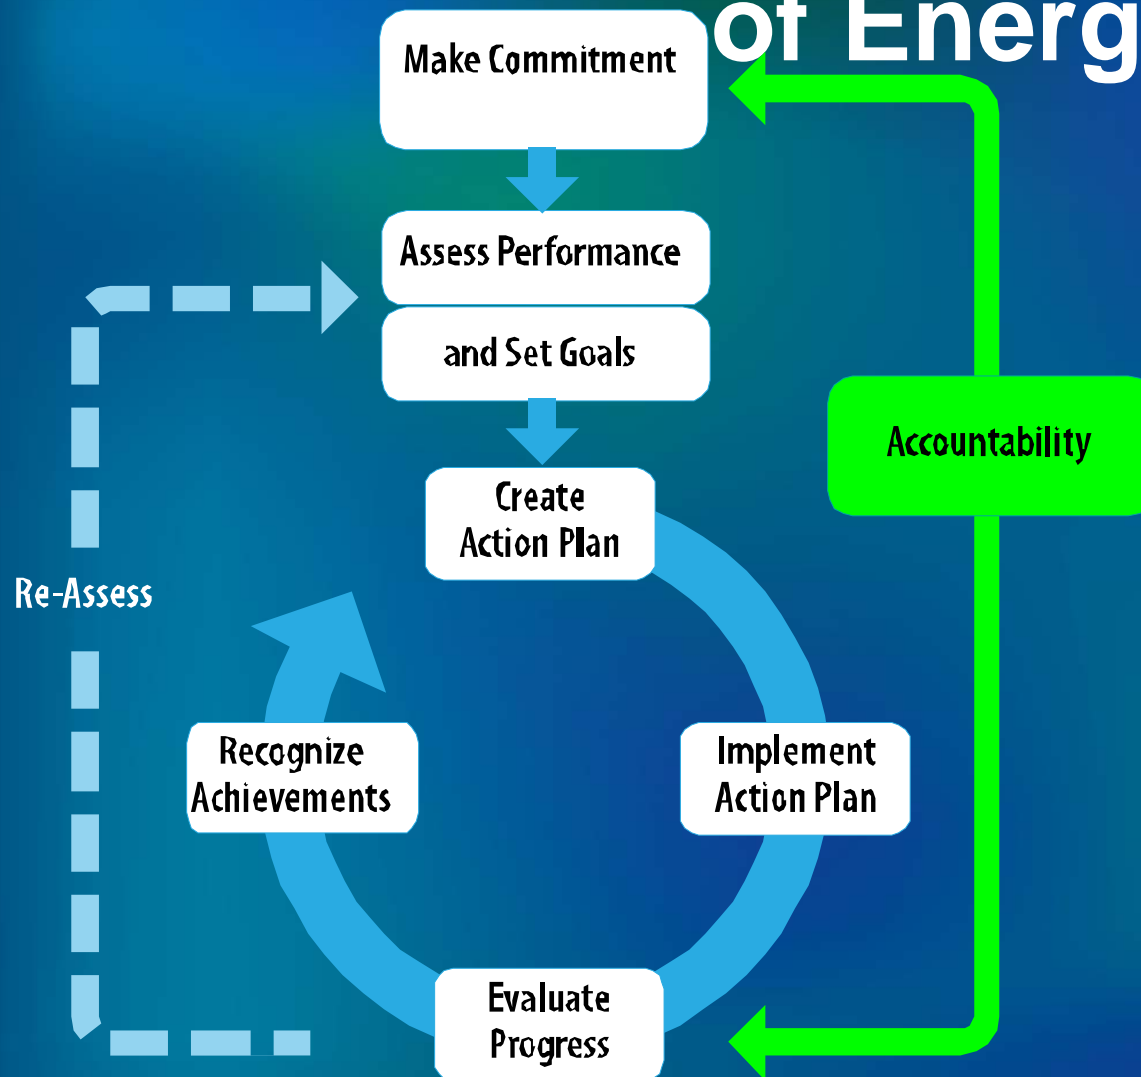 of Energ
Make Commitment
Assess Performance
and Set Goals
Accountability
Create
Action Plan
Re-Assess
Recognize
Achievements
Implement
Action Plan
Evaluate
Progress